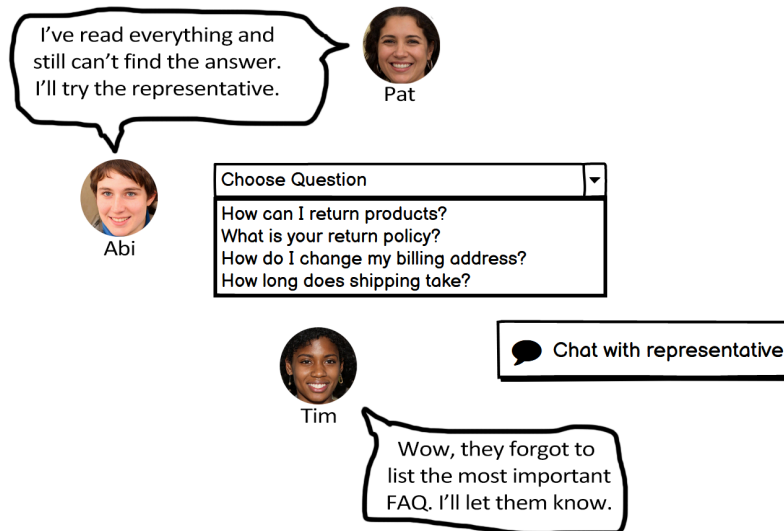 I've read everything and
still can't find the answer.
I'll try the representative.
Pat
Abi
Choose Question
How can I return products?
What is your return policy?
How do I change my billing address?
How long does shipping take?
Chat with representative
Tim
Wow, they forgot to
list the most important
FAQ. I'll let them know.